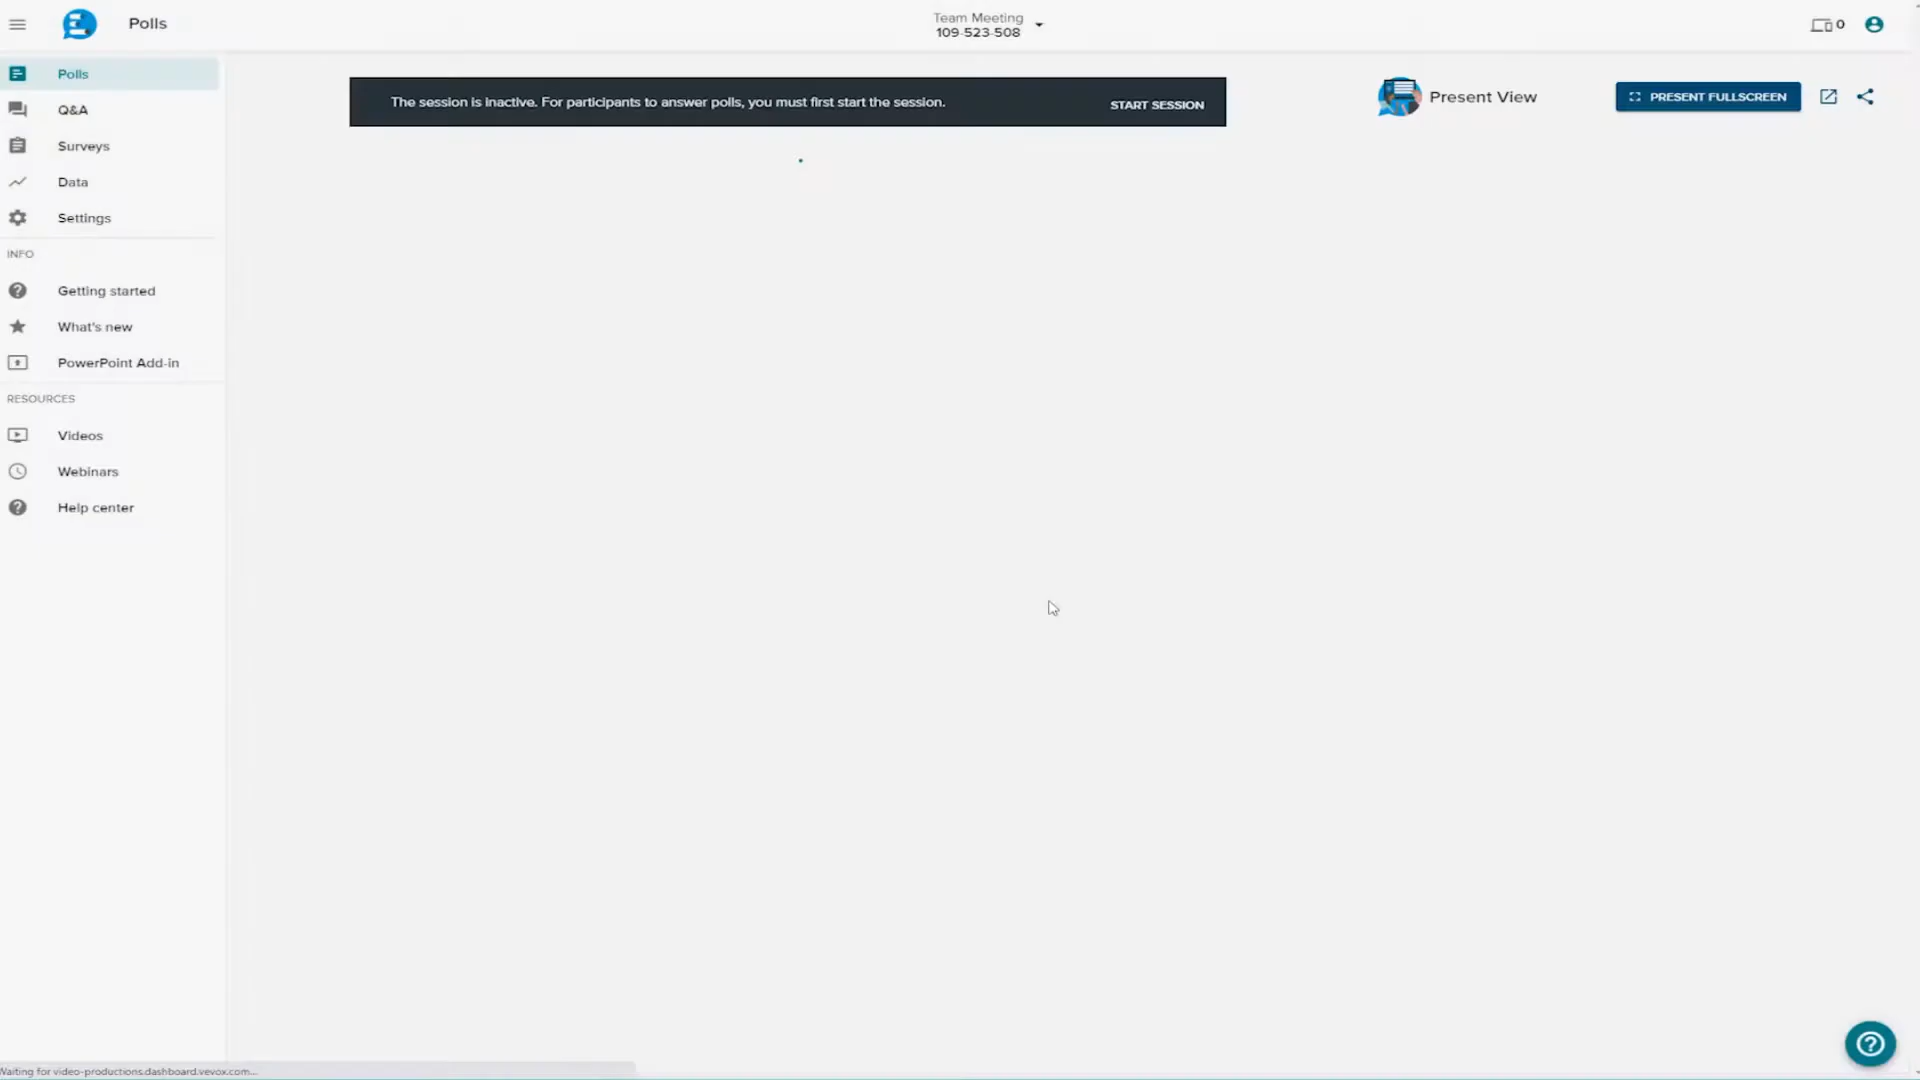 Polls
Team Meeting
109-523-508
0
Polls
Q&A
Surveys
Data
Settings
INFO
Getting started
What's new
PowerPoint Add-in
RESOURCES
Videos
Webinars
Help center
The session is inactive. For participants to answer polls, you must first start the session.
START SESSION
Present View
PRESENT FULLSCREEN
Waiting for video-productions.dashboard.vevox.com...